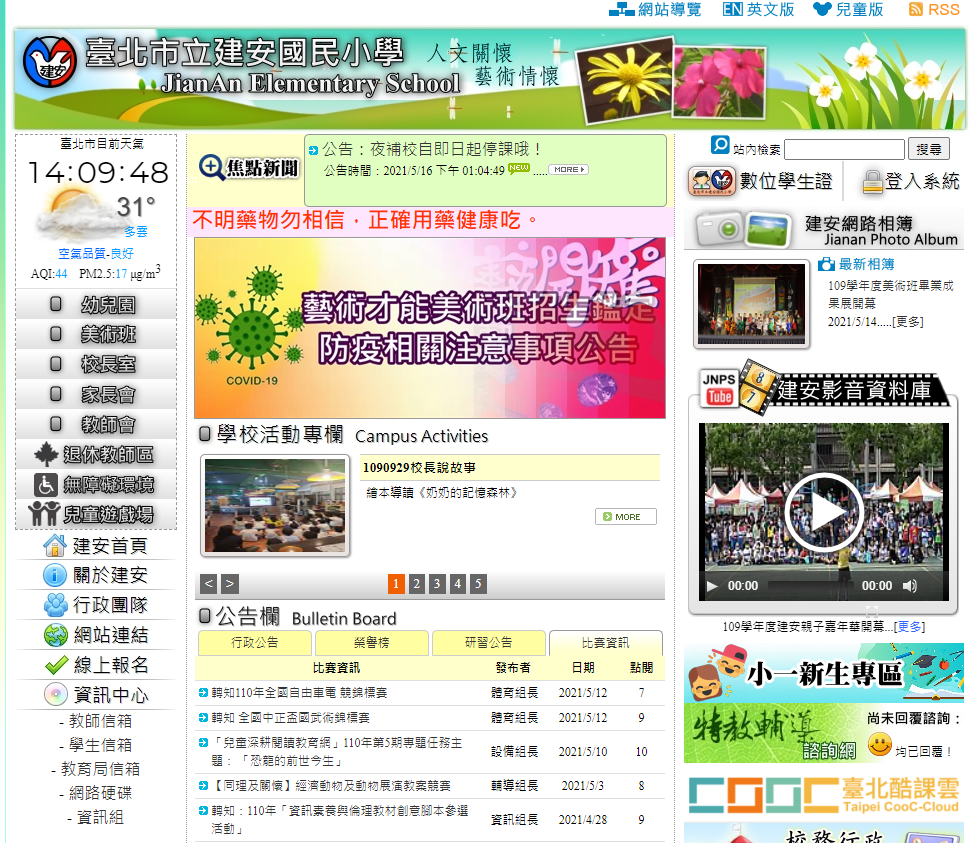 網站導覽 EN 英文版 兒童版 RSS
建安
臺北市立建安國民小學
JianAn Elementary School
人文關懷
藝術情懷
臺北市目前天氣
14:09:48
31°
多雲
空氣品質-良好
AQI:44 PM2.5:17 μg/m3
幼兒園
美術班
校長室
家長會
教師會
退休教師區
無障礙環境
兒童遊戲場
建安首頁
關於建安
行政團隊
網站連結
線上報名
資訊中心
- 教師信箱
- 學生信箱
- 教育局信箱
- 網路硬碟
- 資訊組
焦點新聞
公告：夜補校自即日起停課哦！
公告時間：2021/5/16 下午 01:04:49 NEW ..... MORE
不明藥物勿相信，正確用藥健康吃。
藝術才能美術班招生鑑定
防疫相關注意事項公告
COVID-19
學校活動專欄 Campus Activities
1090929校長說故事
繪本導讀《奶奶的記憶森林》
MORE
< > 1 2 3 4 5
公告欄 Bulletin Board
行政公告 榮譽榜 研習公告 比賽資訊
比賽資訊 發布者 日期 點閱
轉知110年全國自由車電 競錦標賽 體育組長 2021/5/12 7
轉知 全國中正盃國武術錦標賽 體育組長 2021/5/12 9
「兒童深耕閱讀教育網」110年第5期專題任務主
題：「恐龍的前世今生」 設備組長 2021/5/10 10
【同理及關懷】經濟動物及動物展演教案競賽 輔導組長 2021/5/3 8
轉知：110年「資訊素養與倫理教材創意腳本參選
活動」 資訊組長 2021/4/28 9
站內檢索 搜尋
數位學生證 登入系統
建安網路相簿
Jianan Photo Album
最新相簿
109學年度美術班畢業成
果展開幕
2021/5/14.....[更多]
JNPS
Tube
8
7
建安影音資料庫
00:00 00:00
109學年度建安親子嘉年華開幕...[更多]
小一新生專區
特教輔導
諮詢網
尚未回覆諮詢：
均已回覆！
COOC 臺北酷課雲
Taipei CooC-Cloud
校務行政